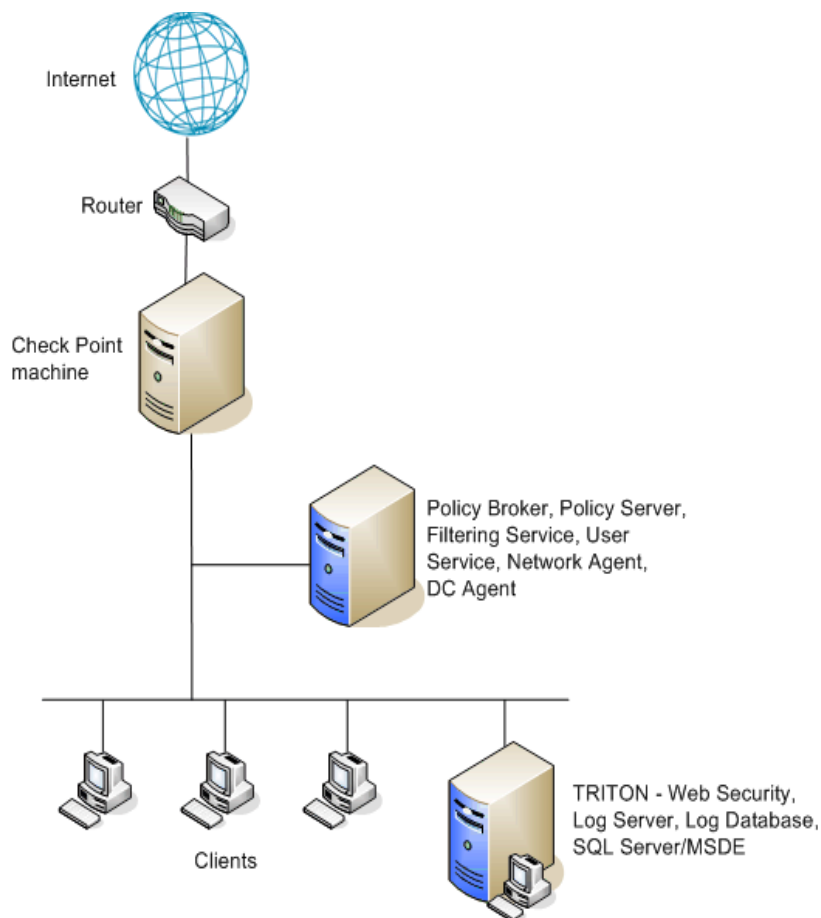 Internet
Router
Check Point
machine
Policy Broker, Policy Server,
Filtering Service, User
Service, Network Agent,
DC Agent
TRITON - Web Security,
Log Server, Log Database,
SQL Server/MSDE
Clients